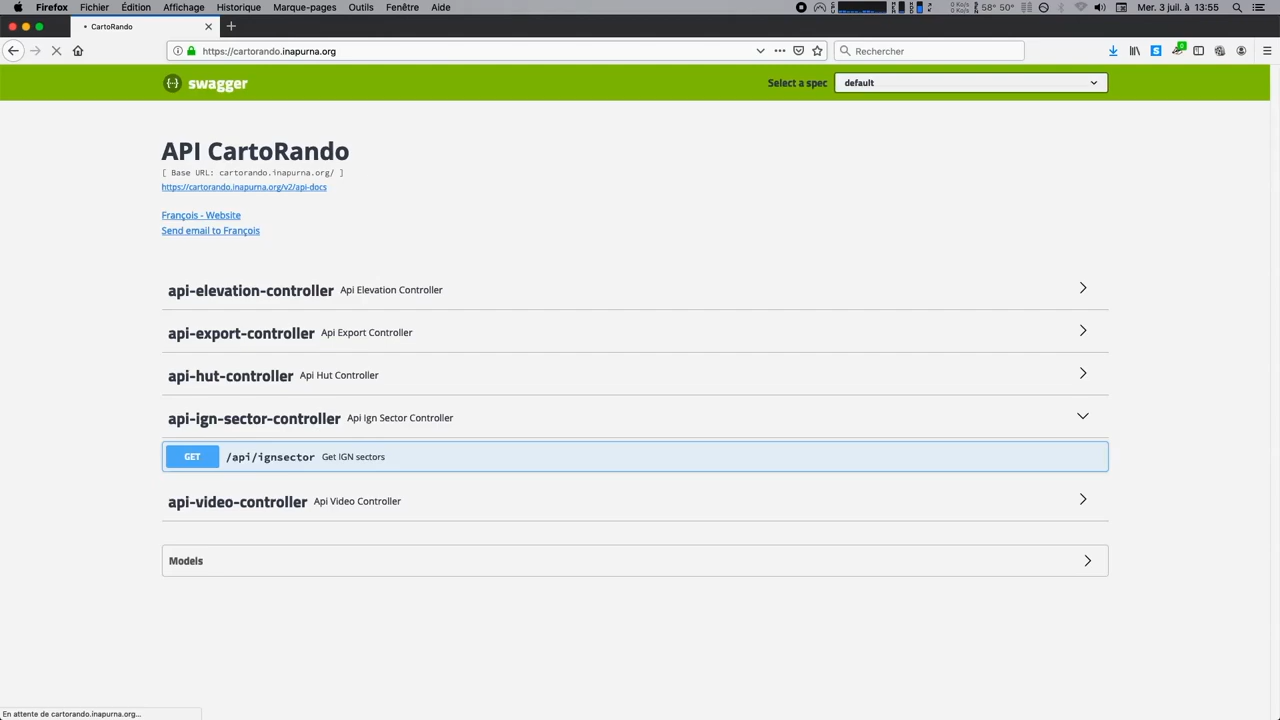 Firefox Fichier Édition Affichage Historique Marque-pages Outils Fenêtre Aide
58° 50° Mer. 3 juil. à 13:55
CartoRando
https://cartorando.inapurna.org
Rechercher
swagger
Select a spec
default
API CartoRando
[ Base URL: cartorando.inapurna.org/ ]
https://cartorando.inapurna.org/v2/api-docs
François - Website
Send email to François
api-elevation-controller Api Elevation Controller
api-export-controller Api Export Controller
api-hut-controller Api Hut Controller
api-ign-sector-controller Api Ign Sector Controller
GET /api/ignsector Get IGN sectors
api-video-controller Api Video Controller
Models
En attente de cartorando.inapurna.org...